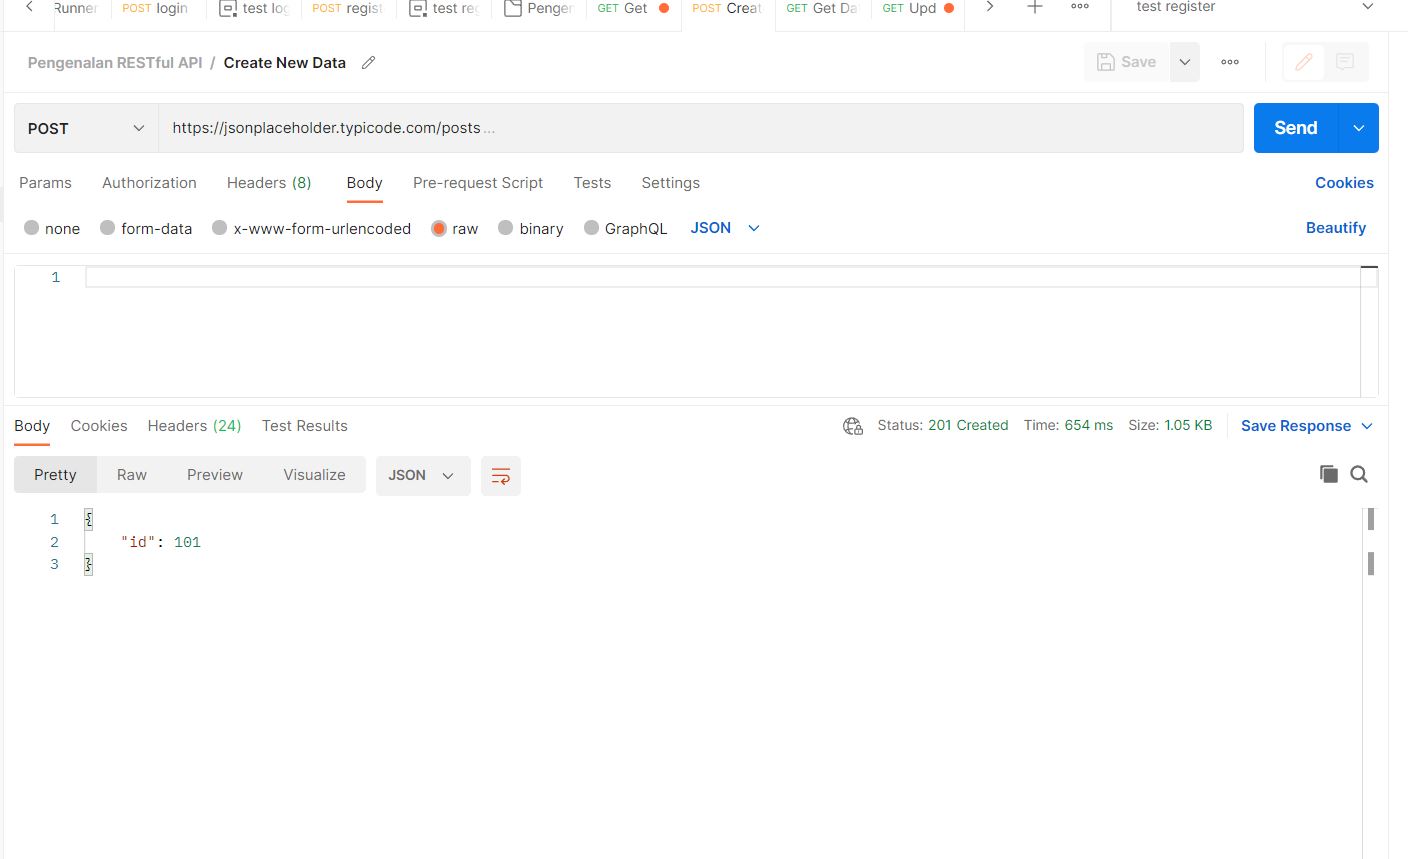 Runner POST login test log POST regist test reg Pengen GET Get POST Creat GET Get Da GET Upd test register
Pengenalan RESTful API / Create New Data Save
POST https://jsonplaceholder.typicode.com/posts ... Send
Params Authorization Headers (8) Body Pre-request Script Tests Settings Cookies
none form-data x-www-form-urlencoded raw binary GraphQL JSON Beautify
1
Body Cookies Headers (24) Test Results Status: 201 Created Time: 654 ms Size: 1.05 KB Save Response
Pretty Raw Preview Visualize JSON
1 {
2 "id": 101
3 }